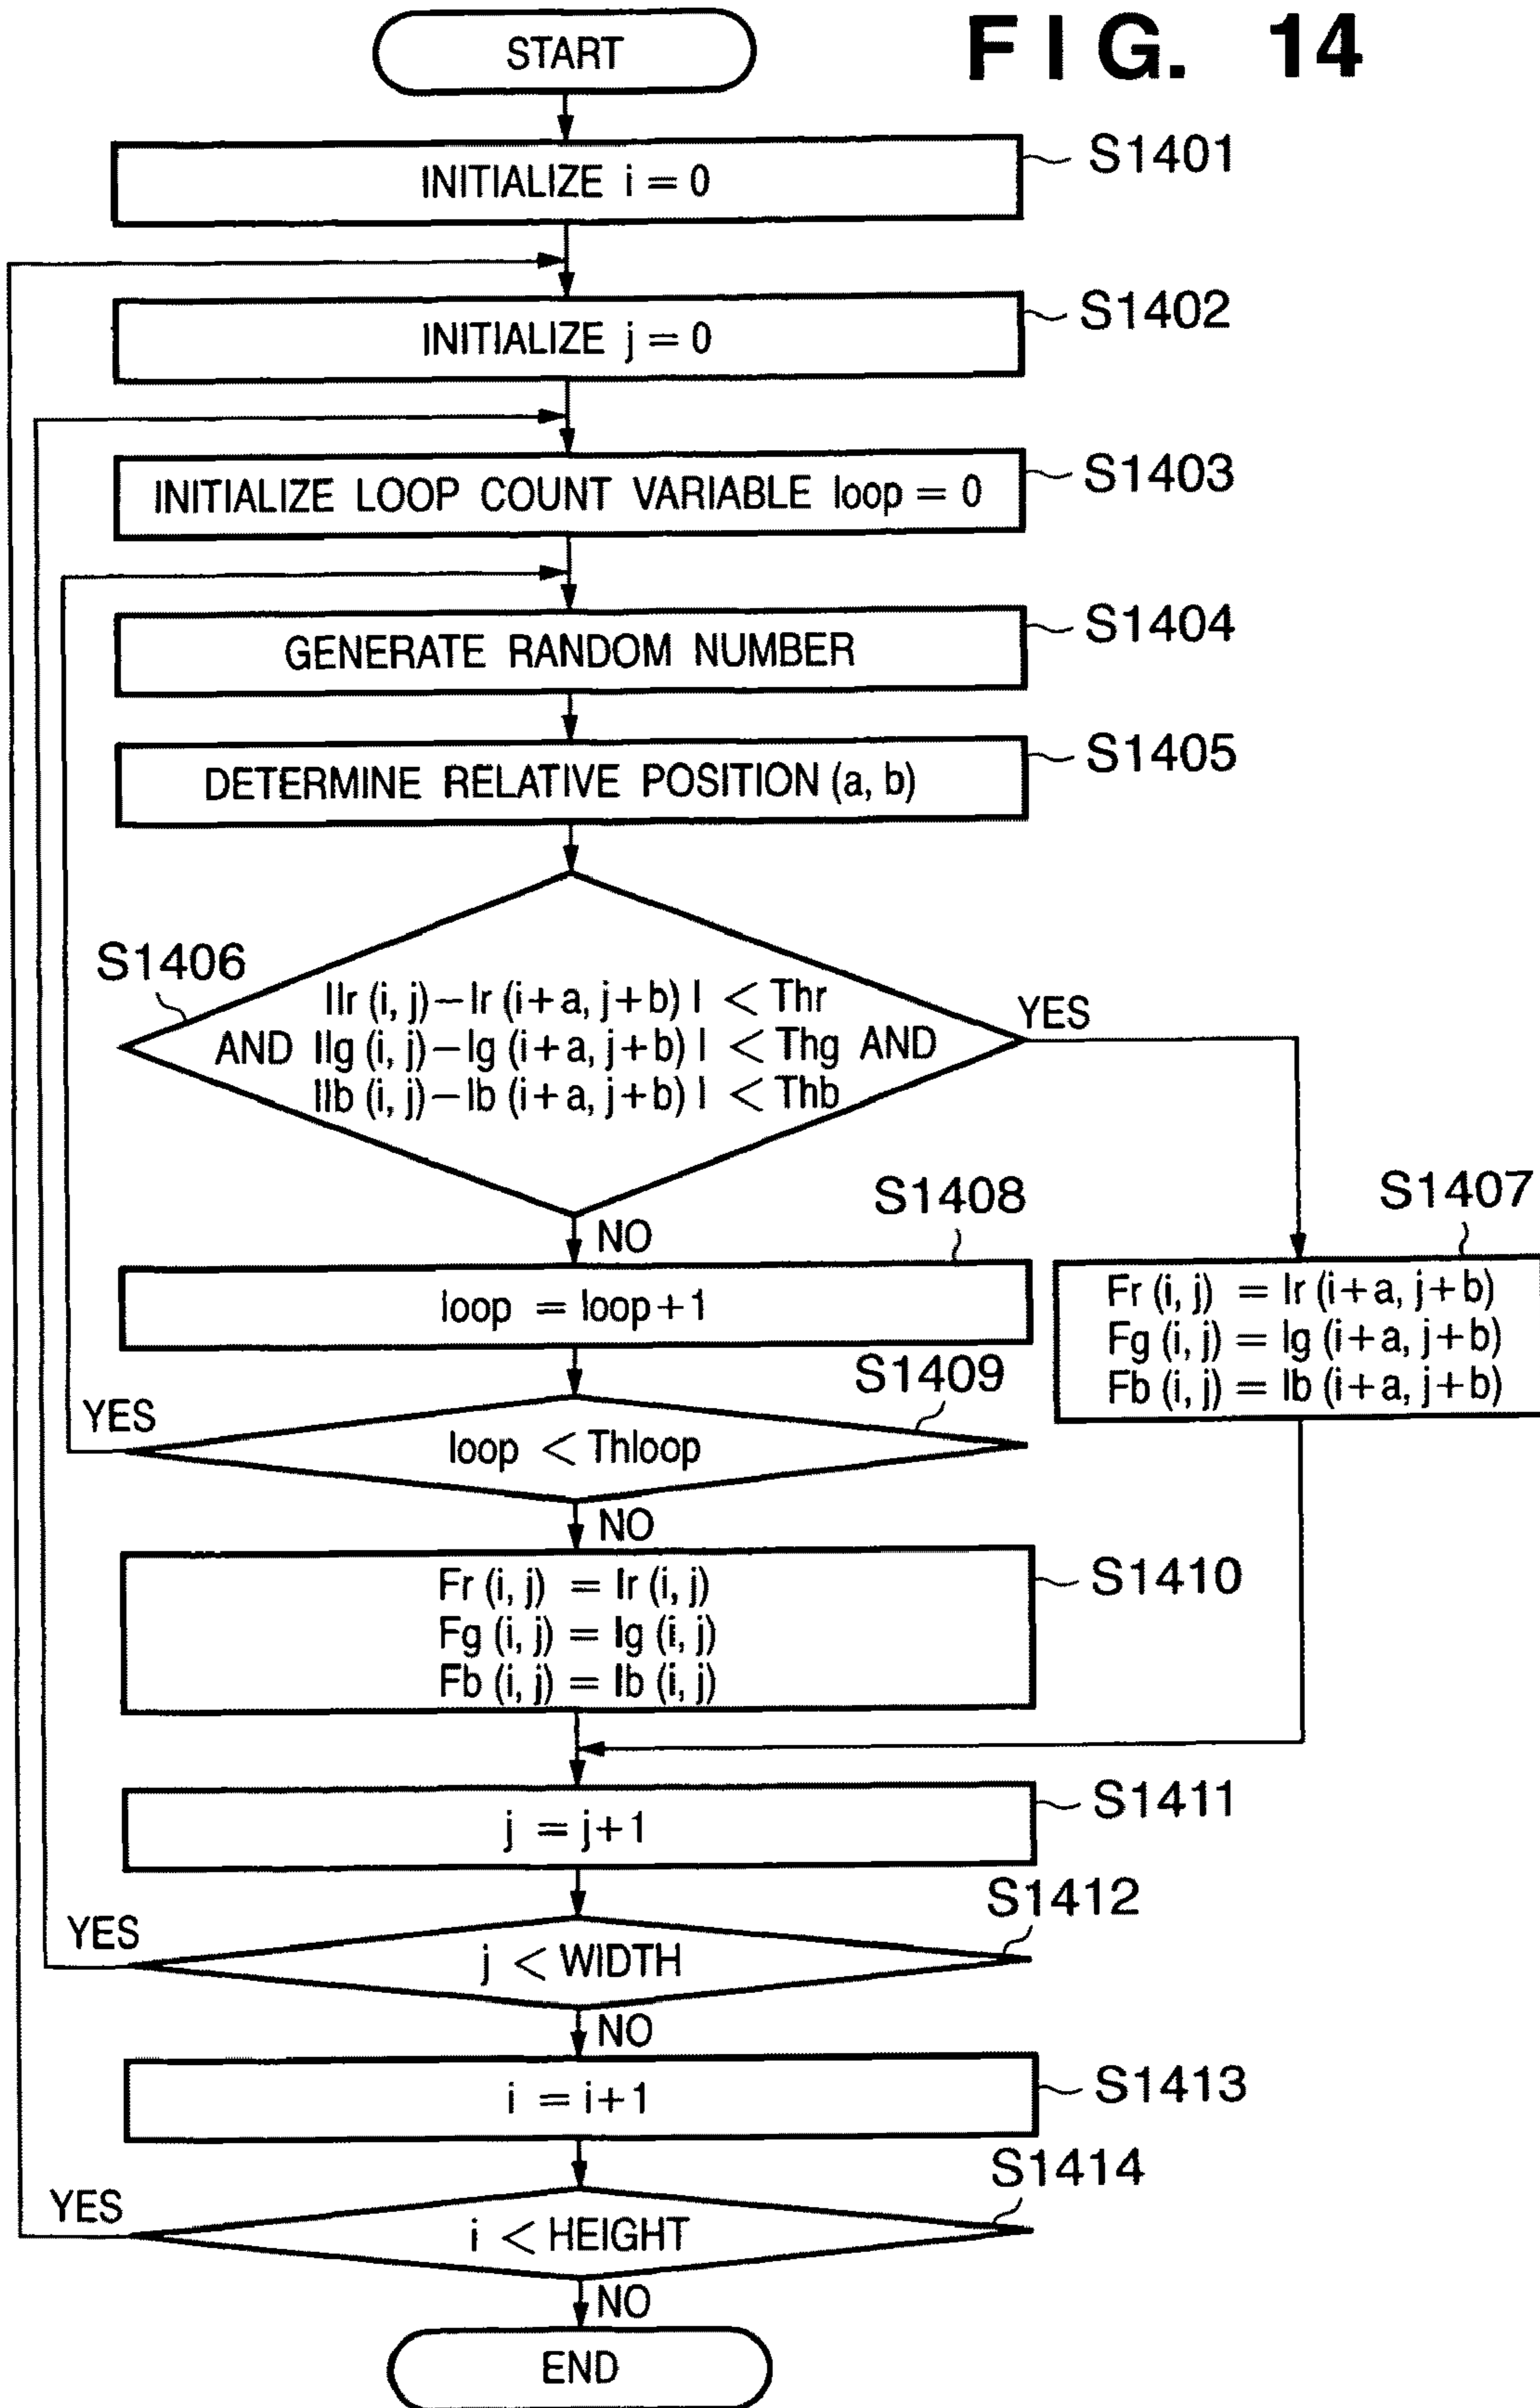 FIG. 14
START
S1401
INITIALIZE i = 0
S1402
INITIALIZE j = 0
S1403
INITIALIZE LOOP COUNT VARIABLE loop = 0
S1404
GENERATE RANDOM NUMBER
S1405
DETERMINE RELATIVE POSITION (a, b)
S1406
|Ir (i, j) − Ir (i+a, j+b) | < Thr
AND |Ig (i, j) − Ig (i+a, j+b) | < Thg AND
|Ib (i, j) − Ib (i+a, j+b) | < Thb
YES
NO
S1407
Fr (i, j) = Ir (i+a, j+b)
Fg (i, j) = Ig (i+a, j+b)
Fb (i, j) = Ib (i+a, j+b)
S1408
loop = loop+1
S1409
YES
loop < Thloop
NO
S1410
Fr (i, j) = Ir (i, j)
Fg (i, j) = Ig (i, j)
Fb (i, j) = Ib (i, j)
S1411
j = j+1
S1412
YES
j < WIDTH
NO
S1413
i = i+1
S1414
YES
i < HEIGHT
NO
END